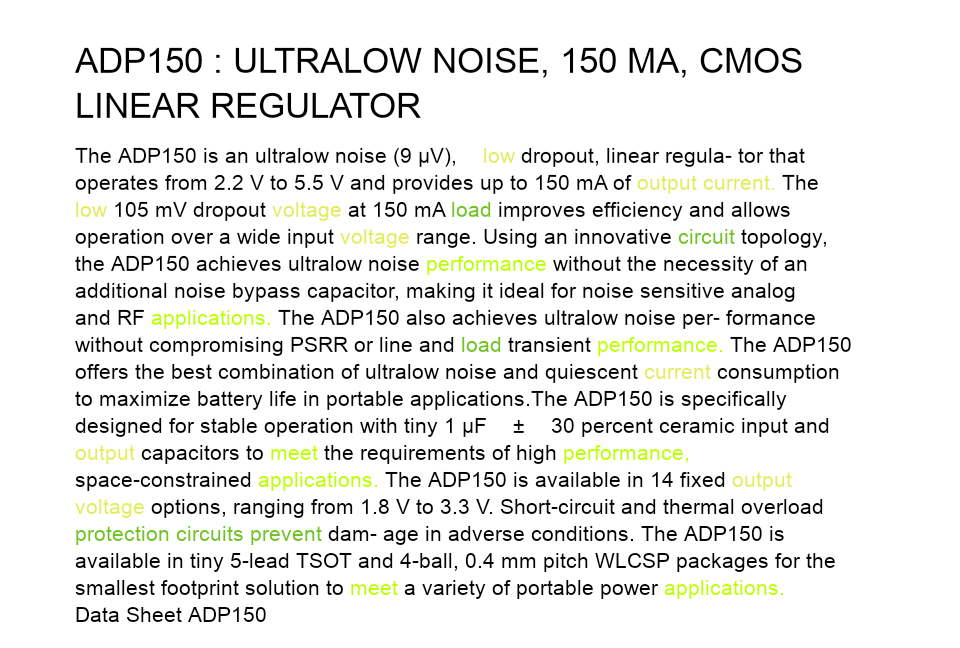 ADP150 : ULTRALOW NOISE, 150 MA, CMOS
LINEAR REGULATOR
The ADP150 is an ultralow noise (9 μV), low dropout, linear regula- tor that
operates from 2.2 V to 5.5 V and provides up to 150 mA of output current. The
low 105 mV dropout voltage at 150 mA load improves efficiency and allows
operation over a wide input voltage range. Using an innovative circuit topology,
the ADP150 achieves ultralow noise performance without the necessity of an
additional noise bypass capacitor, making it ideal for noise sensitive analog
and RF applications. The ADP150 also achieves ultralow noise per- formance
without compromising PSRR or line and load transient performance. The ADP150
offers the best combination of ultralow noise and quiescent current consumption
to maximize battery life in portable applications.The ADP150 is specifically
designed for stable operation with tiny 1 μF ± 30 percent ceramic input and
output capacitors to meet the requirements of high performance,
space-constrained applications. The ADP150 is available in 14 fixed output
voltage options, ranging from 1.8 V to 3.3 V. Short-circuit and thermal overload
protection circuits prevent dam- age in adverse conditions. The ADP150 is
available in tiny 5-lead TSOT and 4-ball, 0.4 mm pitch WLCSP packages for the
smallest footprint solution to meet a variety of portable power applications.
Data Sheet ADP150